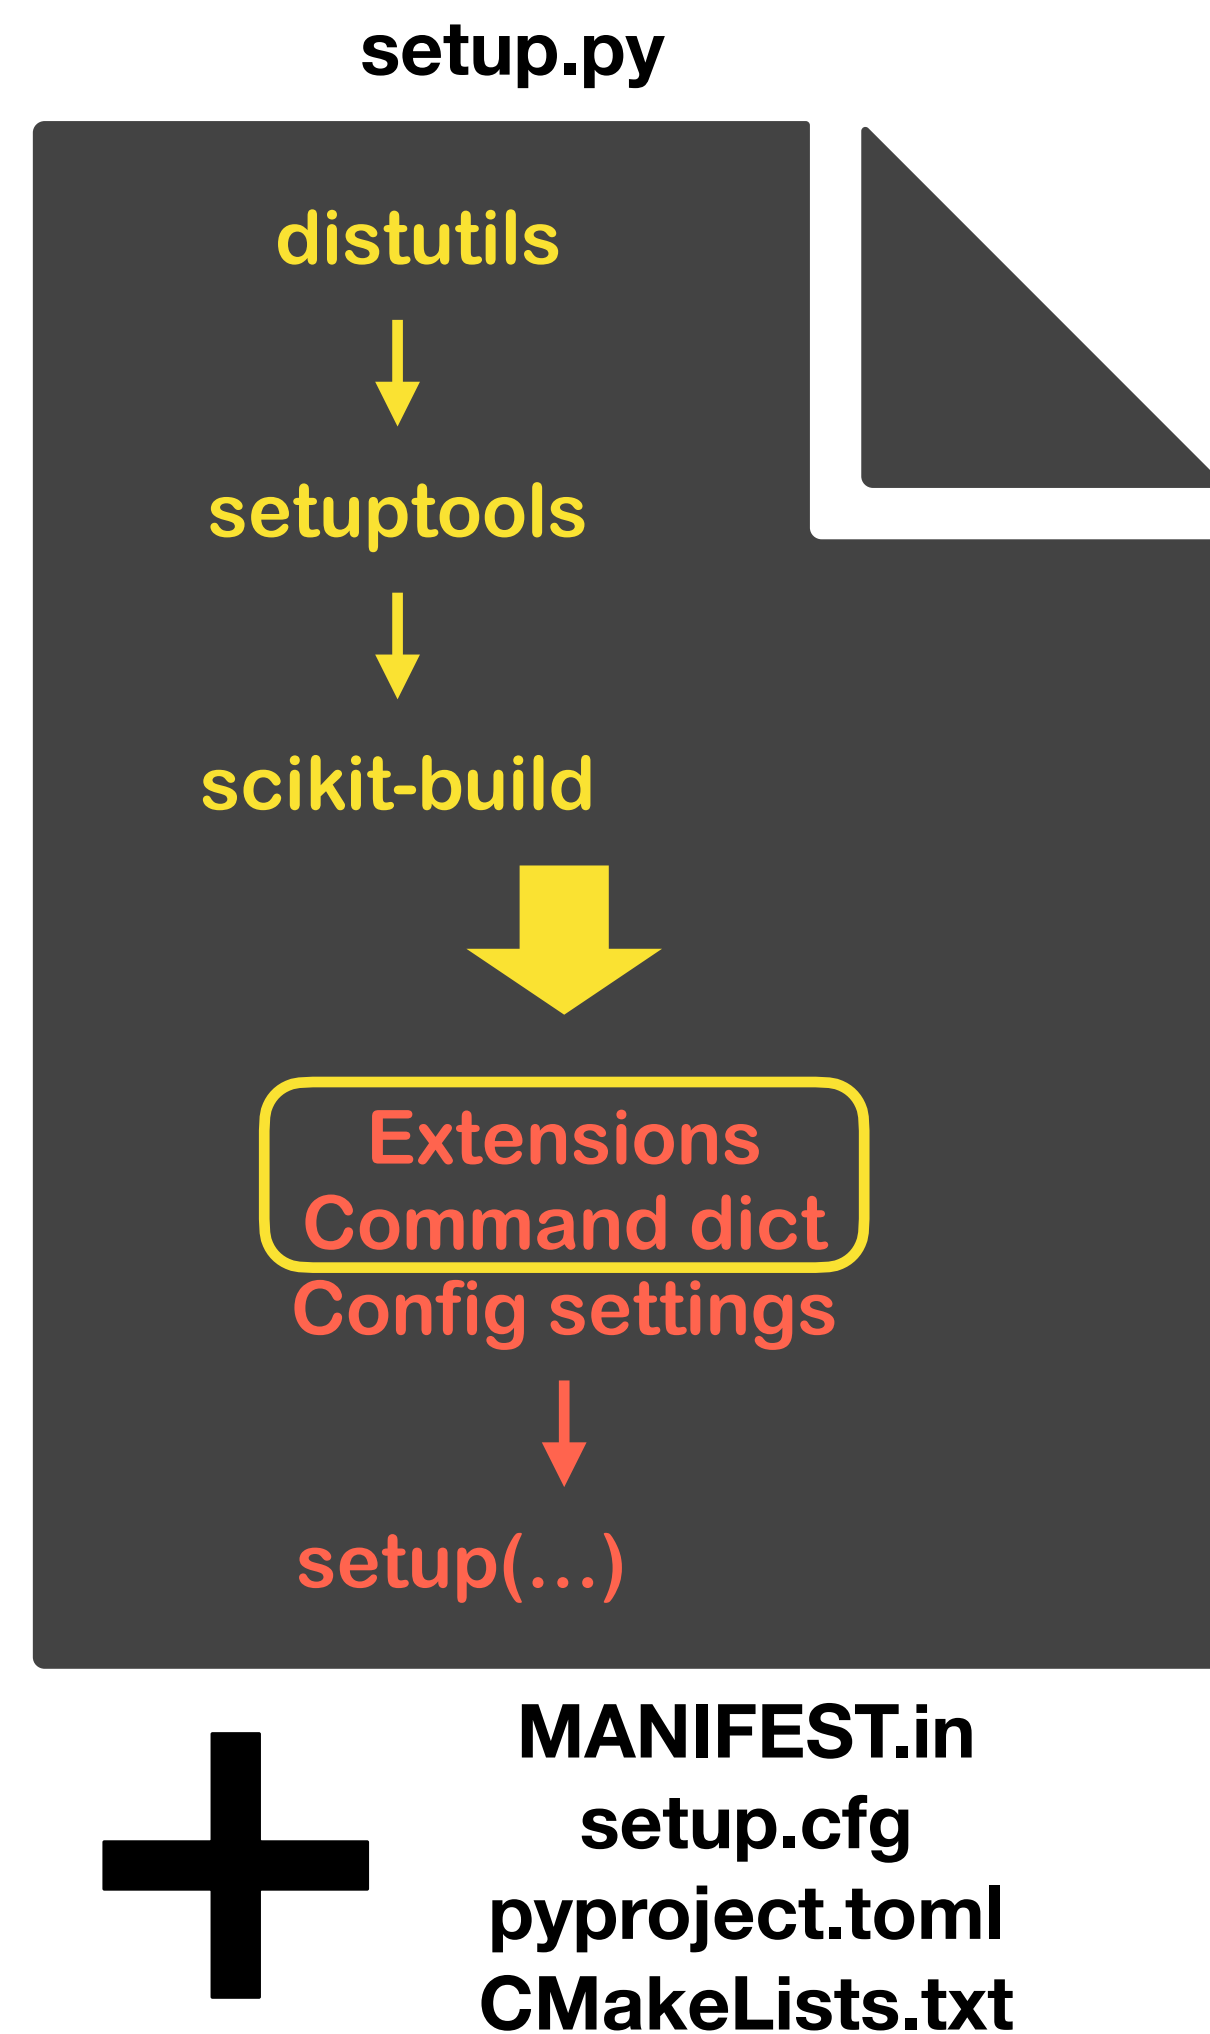 setup.py
distutils
setuptools
scikit-build
Extensions
Command dict
Config settings
setup(…)
MANIFEST.in
setup.cfg
pyproject.toml
CMakeLists.txt